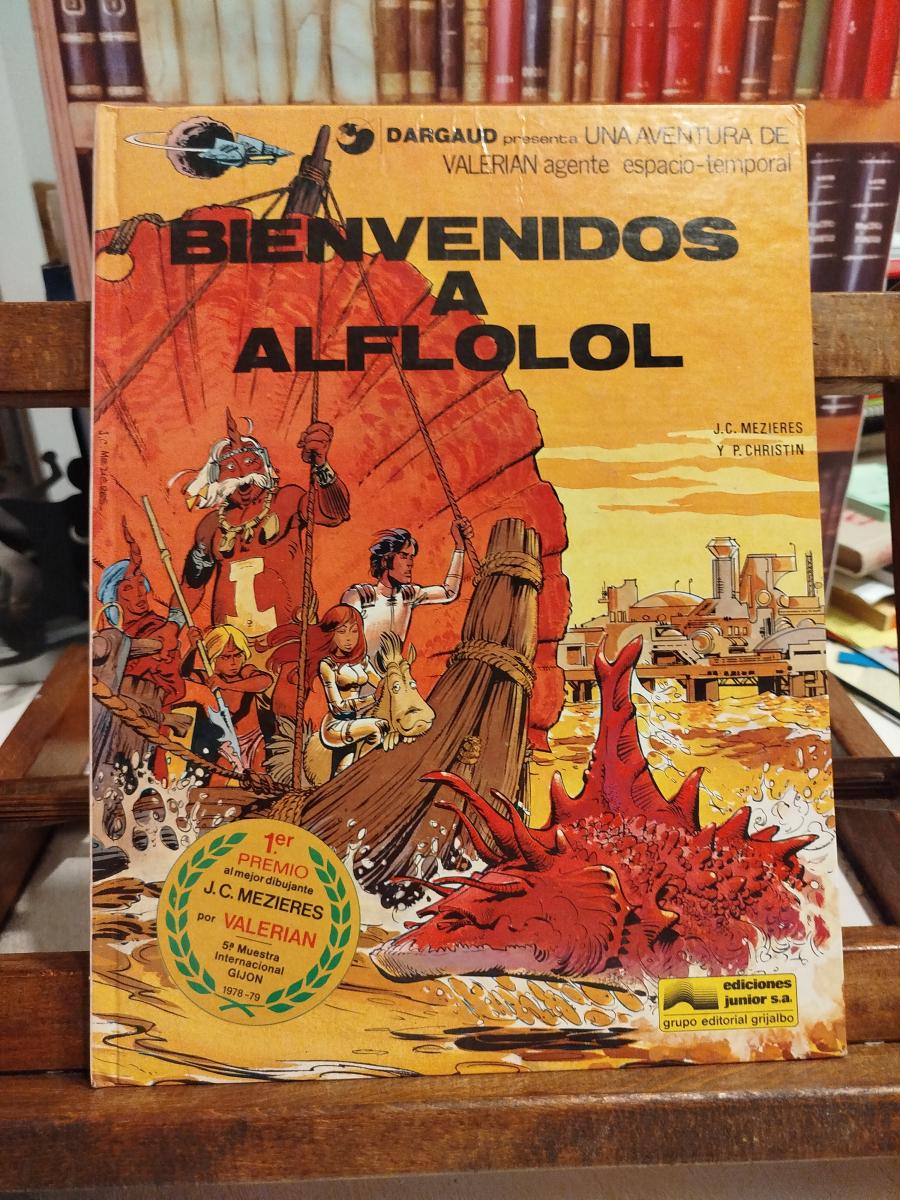 DARGAUD presenta UNA AVENTURA DE
VALERIAN agente espacio-temporal
BIENVENIDOS
A
ALFLOLOL
J.C. MEZIERES
Y P. CHRISTIN
1er
PREMIO
al mejor dibujante
J.C. MEZIERES
por VALERIAN
5ª Muestra
Internacional
GIJON
1978-79
ediciones
junior s.a.
grupo editorial grijalbo